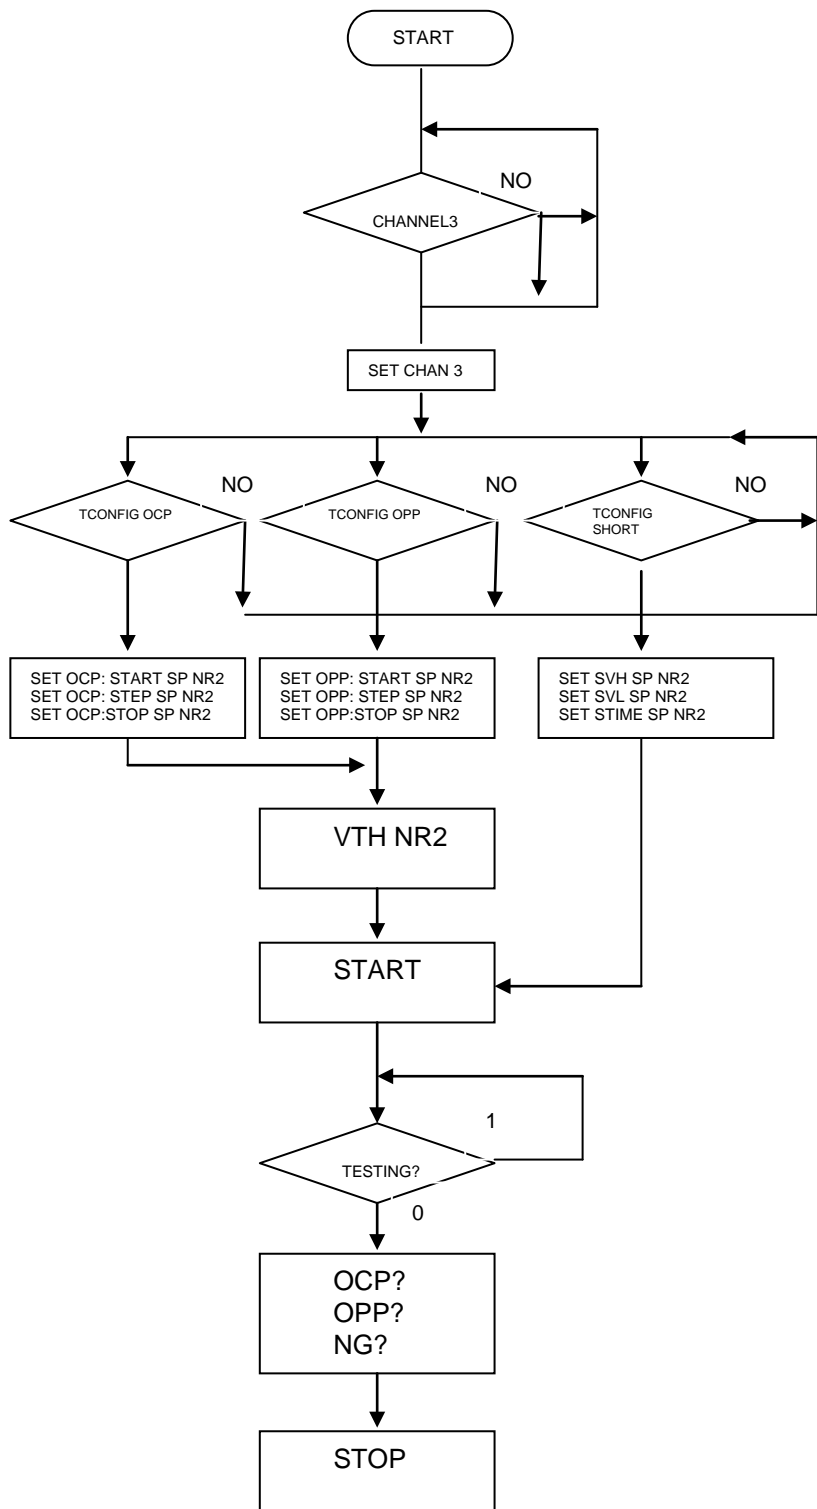 START
NO
CHANNEL3
SET CHAN 3
NO
NO
NO
TCONFIG OCP
TCONFIG OPP
TCONFIG
SHORT
SET OCP: START SP NR2
SET OCP: STEP SP NR2
SET OCP:STOP SP NR2
SET OPP: START SP NR2
SET OPP: STEP SP NR2
SET OPP:STOP SP NR2
SET SVH SP NR2
SET SVL SP NR2
SET STIME SP NR2
VTH NR2
START
1
TESTING?
0
OCP?
OPP?
NG?
STOP